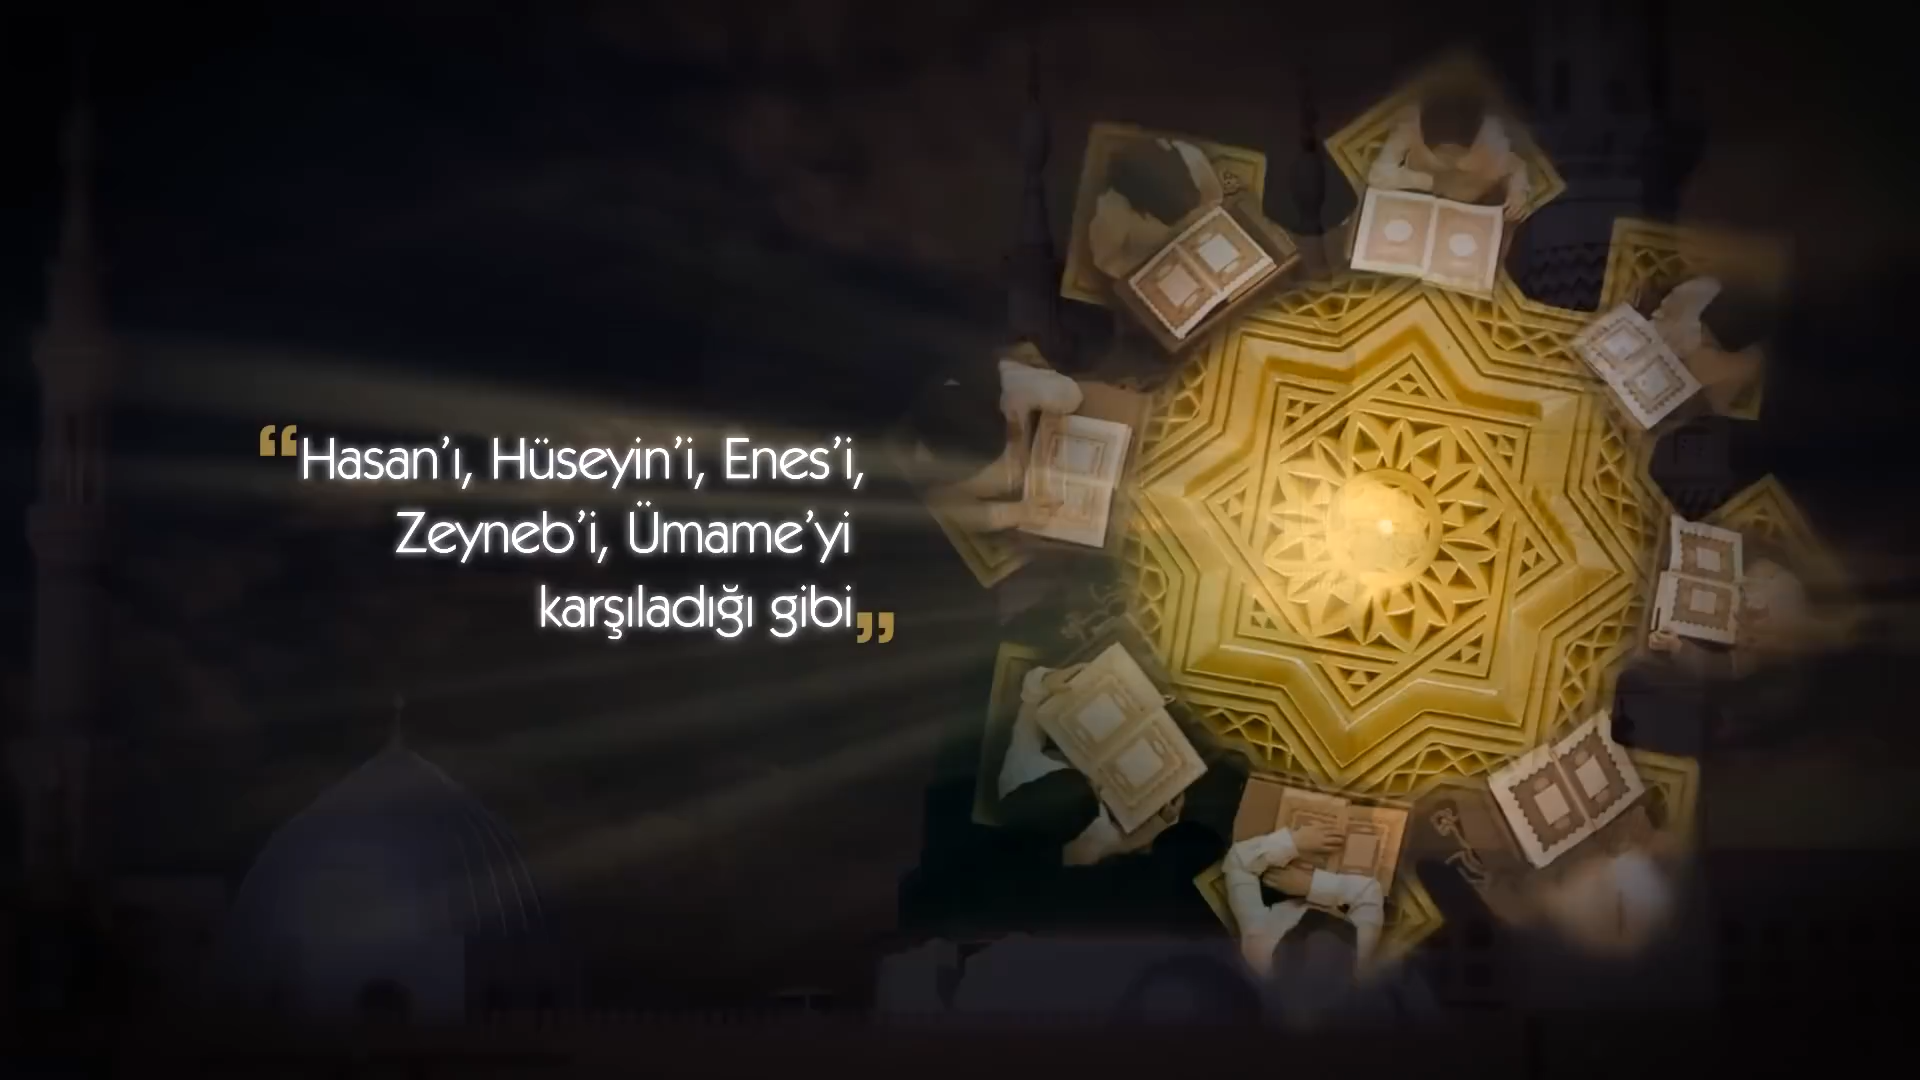 “Hasan’ı, Hüseyin’i, Enes’i,
Zeyneb’i, Ümame’yi
karşıladığı gibi”